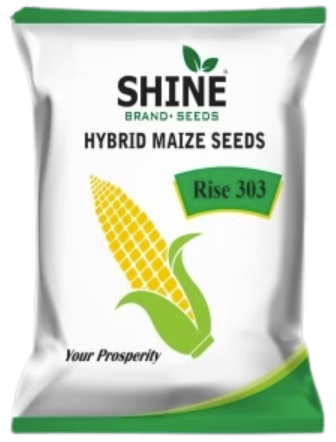 SHINE
BRAND • SEEDS
HYBRID MAIZE SEEDS
Rise 303
Your Prosperity